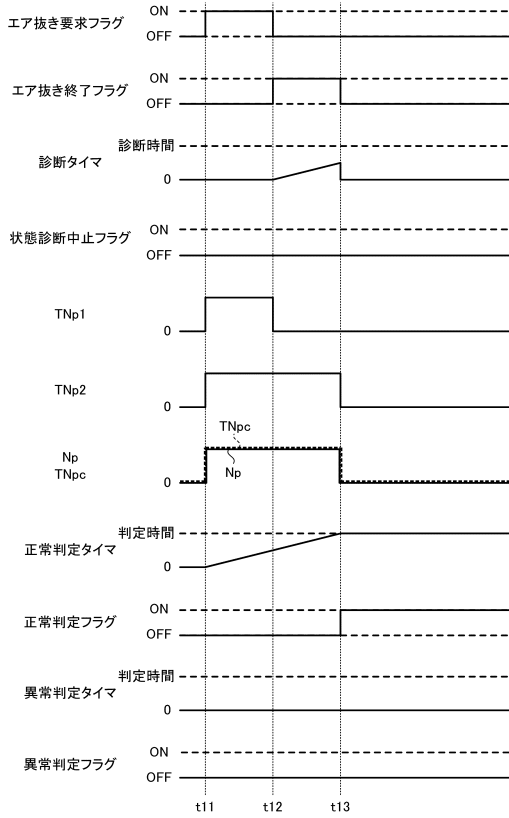 エア抜き要求フラグ
ON
OFF
エア抜き終了フラグ
ON
OFF
診断タイマ
診断時間
0
状態診断中止フラグ
ON
OFF
TNp1
0
TNp2
0
Np
TNpc
TNpc
Np
0
正常判定タイマ
判定時間
0
正常判定フラグ
ON
OFF
異常判定タイマ
判定時間
0
異常判定フラグ
ON
OFF
t11 t12 t13